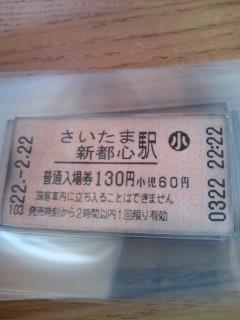 さいたま
新都心駅 小
普通入場券 130円 小児60円
旅客車内に立ち入ることはできません
発売時刻から2時間以内1回限り有効
22.-2.22
103
0322 22:22